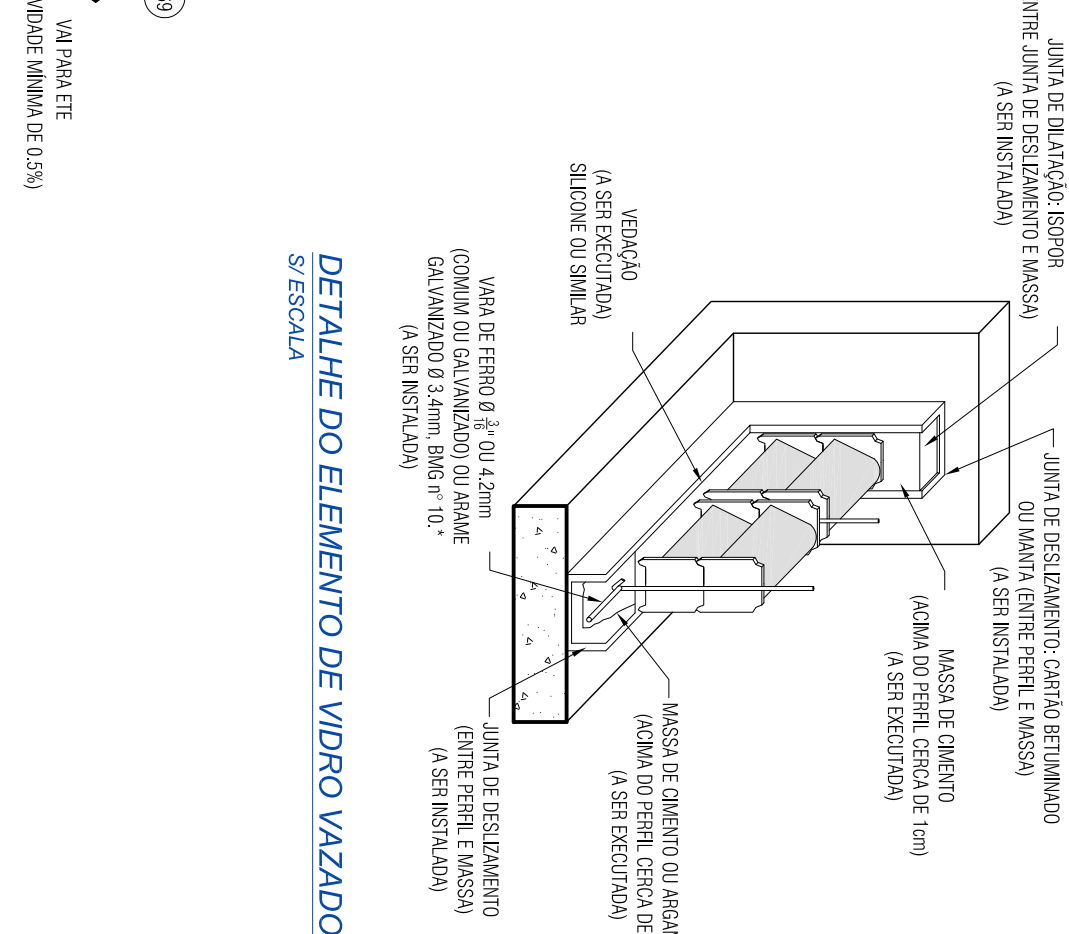 JUNTA DE DILATAÇÃO: ISOPOR
NTRE JUNTA DE DESLIZAMENTO E MASSA)
(A SER INSTALADA)
JUNTA DE DESLIZAMENTO: CARTÃO BETUMINADO
OU MANTA (ENTRE PERFIL E MASSA)
(A SER INSTALADA)
MASSA DE CIMENTO
(ACIMA DO PERFIL CERCA DE 1cm)
(A SER EXECUTADA)
VEDAÇÃO
(A SER EXECUTADA)
SILICONE OU SIMILAR
MASSA DE CIMENTO OU ARGAM
(ACIMA DO PERFIL CERCA DE
(A SER EXECUTADA)
VARA DE FERRO Ø 3/16" OU 4.2mm
(COMUM OU GALVANIZADO) OU ARAME
GALVANIZADO Ø 3.4mm, BMG n° 10.*
(A SER INSTALADA)
JUNTA DE DESLIZAMENTO
(ENTRE PERFIL E MASSA)
(A SER INSTALADA)
DETALHE DO ELEMENTO DE VIDRO VAZADO
S/ ESCALA
VAI PARA ETE
VIDADE MÍNIMA DE 0.5%)